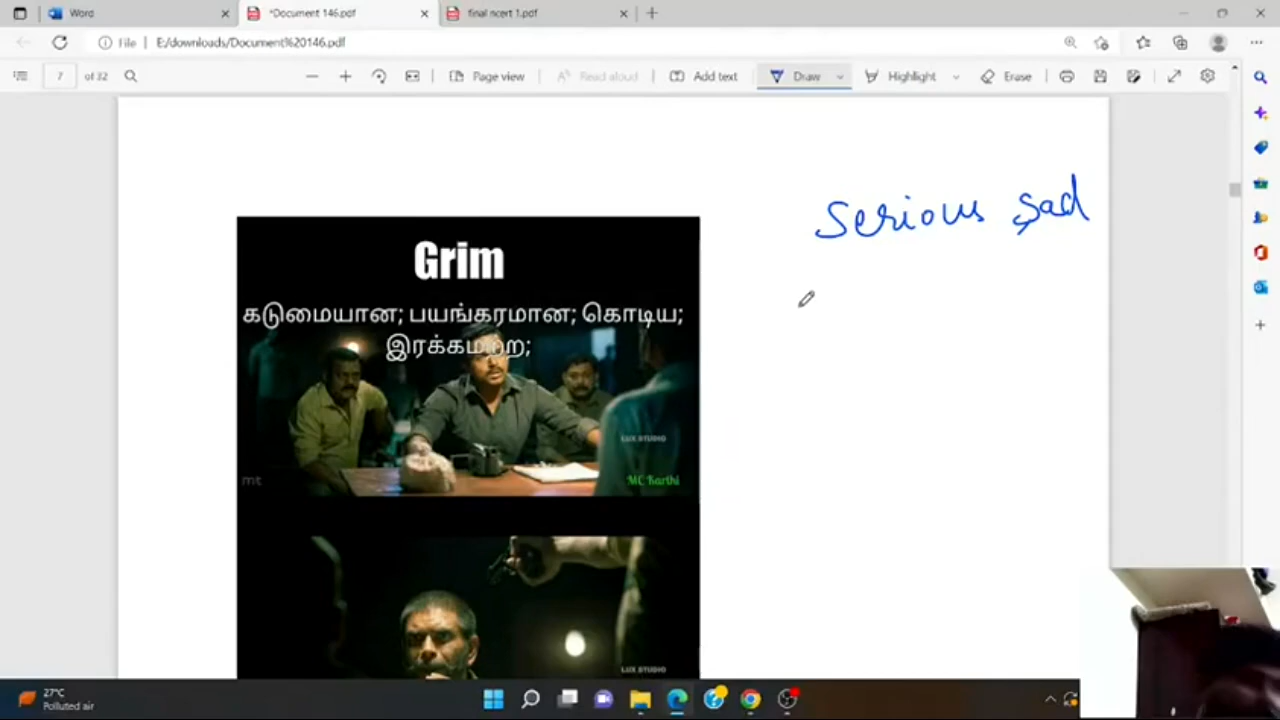 Word
*Document 146.pdf
final ncert 1.pdf
File
E:/downloads/Document%20146.pdf
7 of 32
Page view
Read aloud
Add text
Draw
Highlight
Erase
serious sad
Grim
கடுமையான; பயங்கரமான; கொடிய;
இரக்கமற்ற;
LUX STUDIO
mt
MC Karthi
LUX STUDIO
27°C
Polluted air